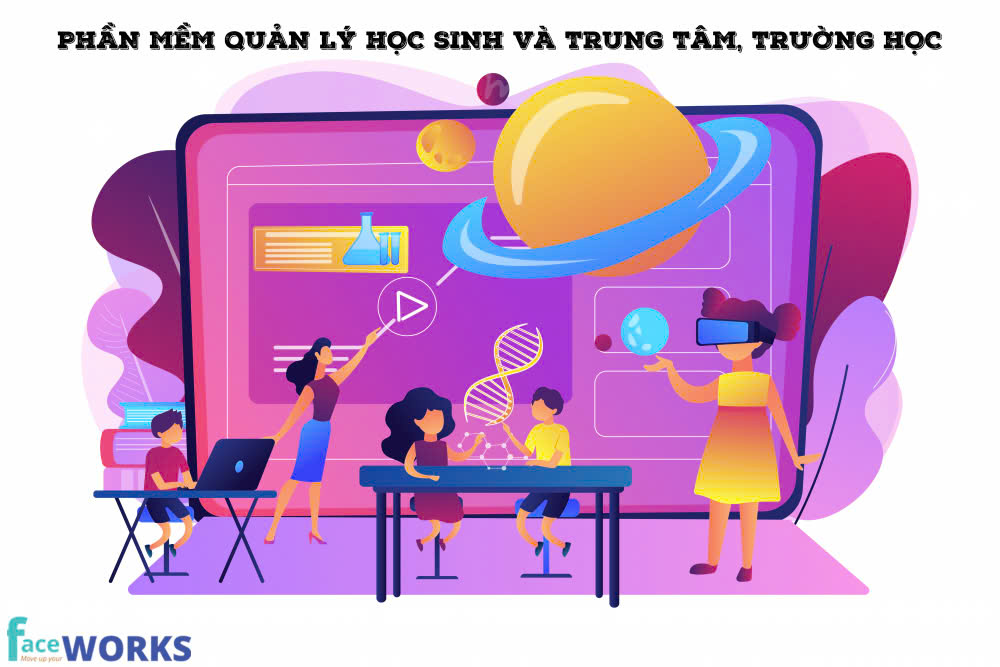 PHẦN MỀM QUẢN LÝ HỌC SINH VÀ TRUNG TÂM, TRƯỜNG HỌC
faceWORKS
Move up your